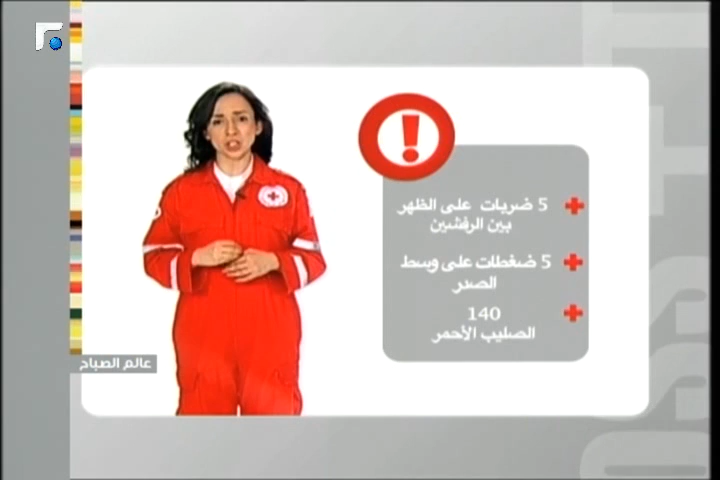 5 ضربات على الظهر
بين الرفشين
5 ضغطات على وسط
الصدر
140
الصليب الأحمر
عالم الصباح